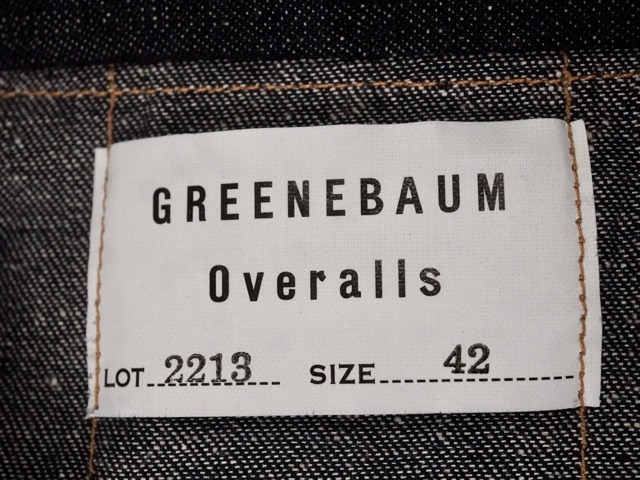 GREENEBAUM
Overalls
LOT 2213 SIZE 42